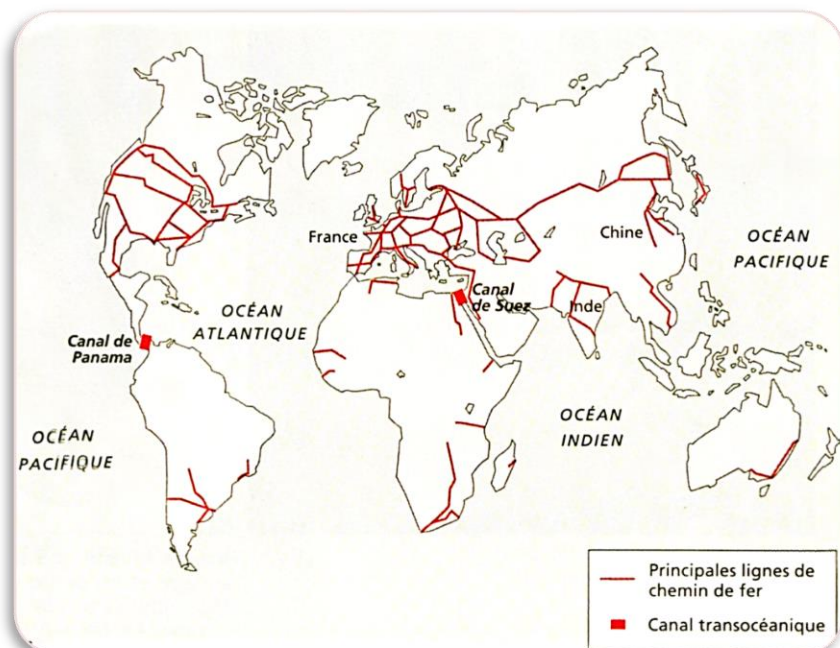 France
Chine
OCÉAN
PACIFIQUE
Canal
de Suez
Inde
OCÉAN
ATLANTIQUE
Canal de
Panama
OCÉAN
INDIEN
OCÉAN
PACIFIQUE
Principales lignes de
chemin de fer
Canal transocéanique